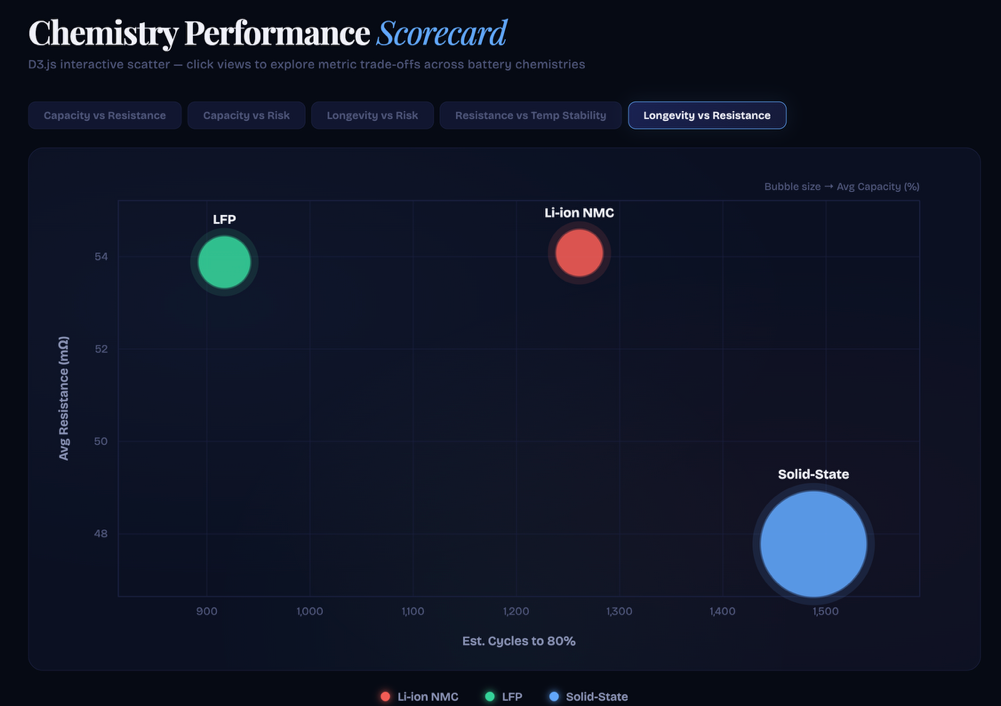 Chemistry Performance Scorecard
D3.js interactive scatter — click views to explore metric trade-offs across battery chemistries
Capacity vs Resistance
Capacity vs Risk
Longevity vs Risk
Resistance vs Temp Stability
Longevity vs Resistance
Bubble size → Avg Capacity (%)
LFP
Li-ion NMC
Solid-State
Avg Resistance (mΩ)
54
52
50
48
900
1,000
1,100
1,200
1,300
1,400
1,500
Est. Cycles to 80%
Li-ion NMC
LFP
Solid-State